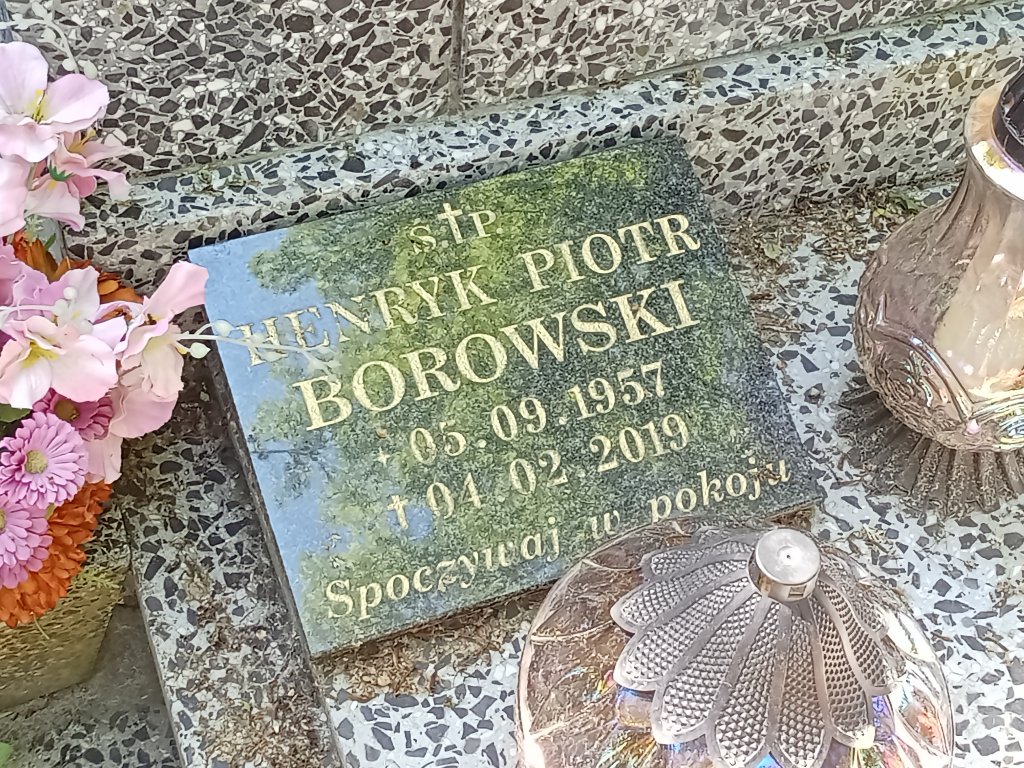 Ś.†P.
HENRYK PIOTR
BOROWSKI
* 05.09.1957
† 04.02.2019
Spoczywaj w pokoju